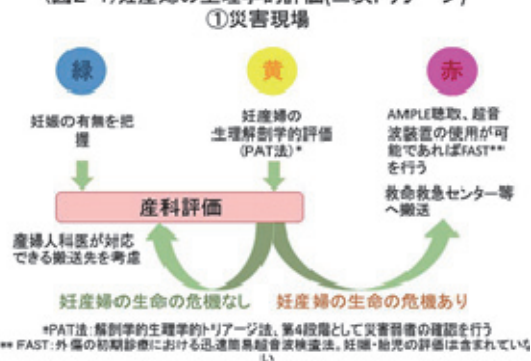 ①災害現場
緑
黄
赤
妊娠の有無を把
握
妊産婦の
生理解剖学的評価
(PAT法)*
AMPLE聴取、超音
波装置の使用が可
能であればFAST**
を行う
救命救急センター等
へ搬送
産科評価
産婦人科医が対応
できる搬送先を考慮
妊産婦の生命の危機なし
妊産婦の生命の危機あり
*PAT法:解剖学的生理学的トリアージ法、第4段階として災害弱者の確認を行う
** FAST:外傷の初期診療における迅速簡易超音波検査法。妊娠・胎児の評価は含まれていな
い